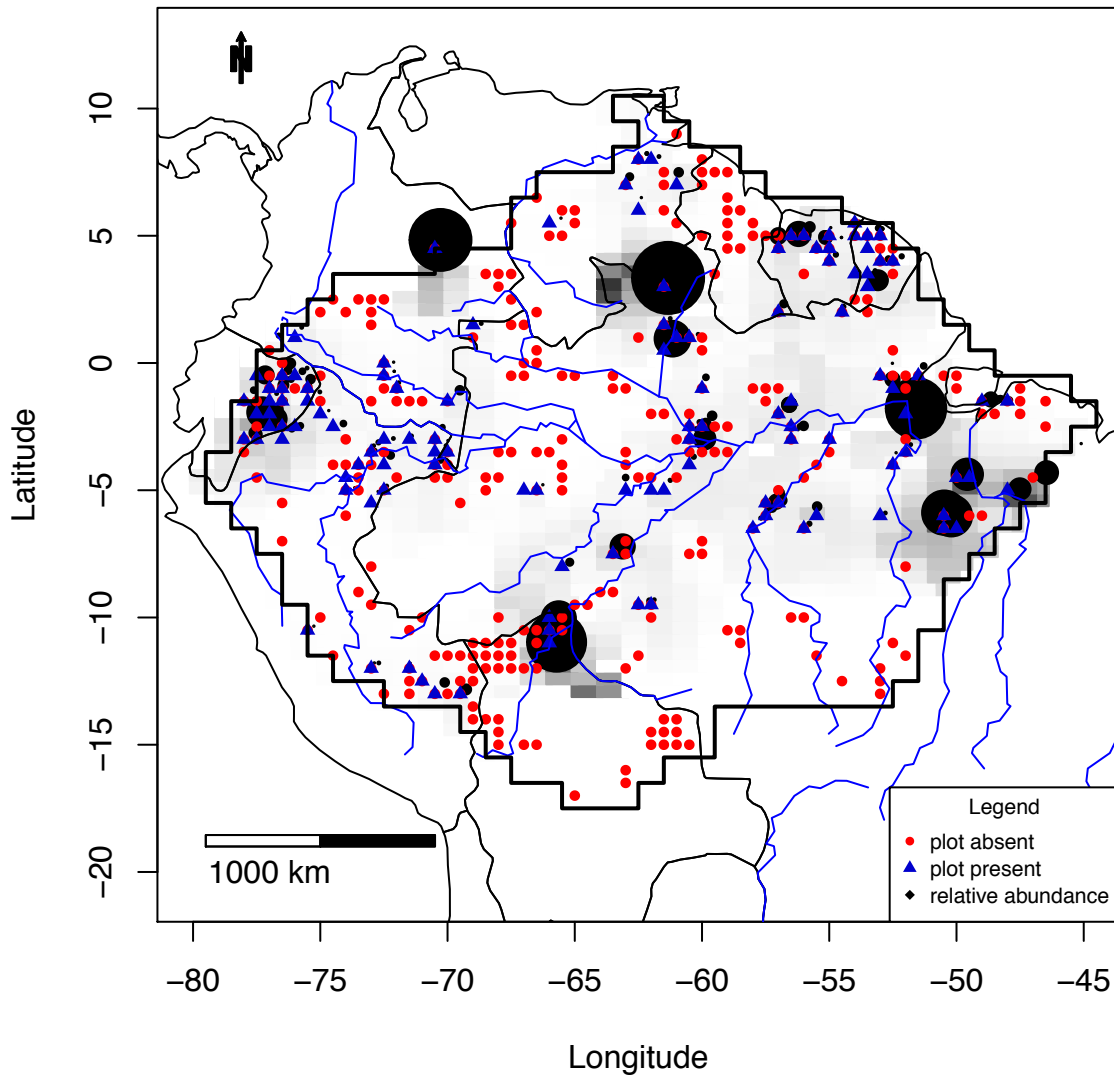 N
10
5
0
−5
−10
−15
−20
Latitude
1000 km
Legend
plot absent
plot present
relative abundance
−80
−75
−70
−65
−60
−55
−50
−45
Longitude